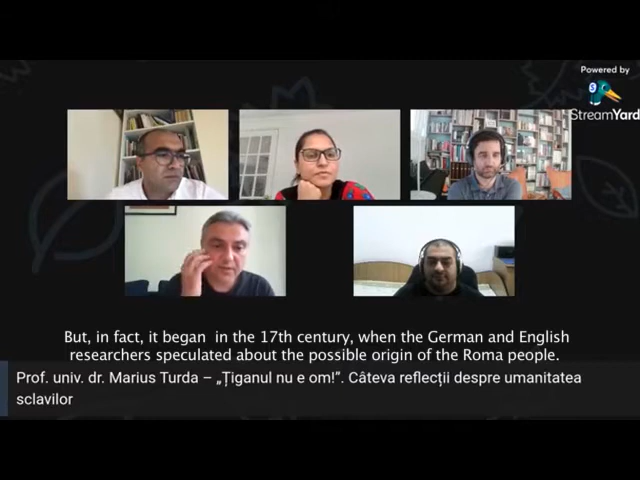 Powered by
StreamYard
But, in fact, it began in the 17th century, when the German and English
researchers speculated about the possible origin of the Roma people.
Prof. univ. dr. Marius Turda – „Țiganul nu e om!”. Câteva reflecții despre umanitatea
sclavilor